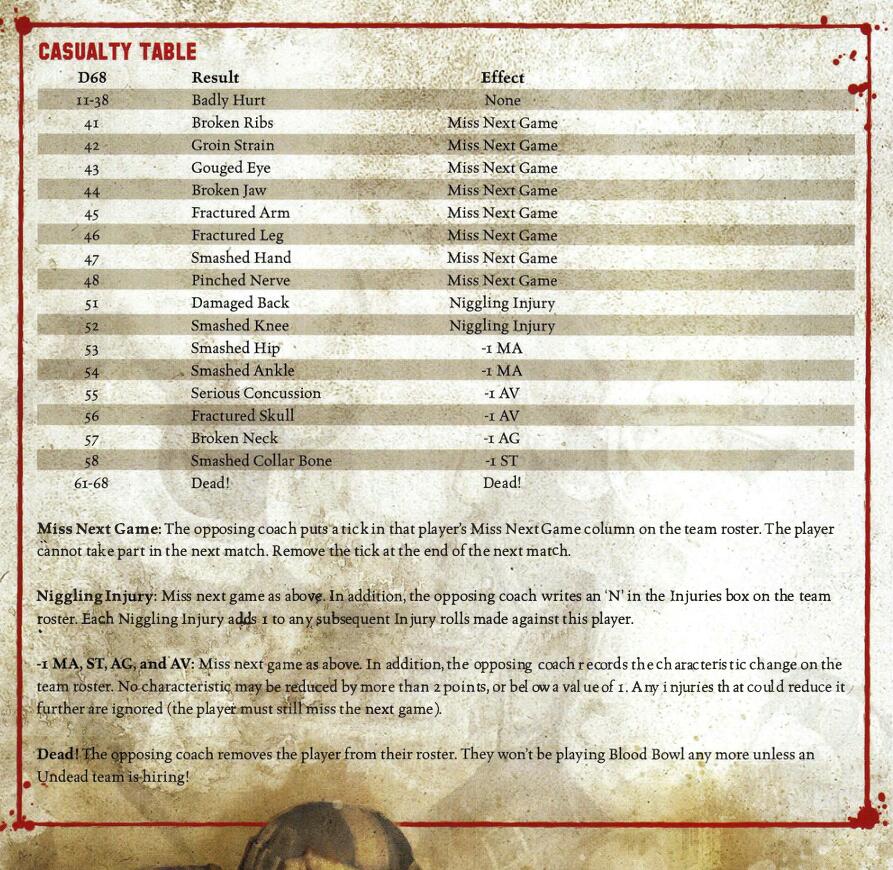 CASUALTY TABLE
D68 Result Effect
11-38 Badly Hurt None
41 Broken Ribs Miss Next Game
42 Groin Strain Miss Next Game
43 Gouged Eye Miss Next Game
44 Broken Jaw Miss Next Game
45 Fractured Arm Miss Next Game
46 Fractured Leg Miss Next Game
47 Smashed Hand Miss Next Game
48 Pinched Nerve Miss Next Game
51 Damaged Back Niggling Injury
52 Smashed Knee Niggling Injury
53 Smashed Hip -1 MA
54 Smashed Ankle -1 MA
55 Serious Concussion -1 AV
56 Fractured Skull -1 AV
57 Broken Neck -1 AG
58 Smashed Collar Bone -1 ST
61-68 Dead! Dead!
Miss Next Game: The opposing coach puts a tick in that player's Miss Next Game column on the team roster. The player
cannot take part in the next match. Remove the tick at the end of the next match.
Niggling Injury: Miss next game as above. In addition, the opposing coach writes an 'N' in the Injuries box on the team
roster. Each Niggling Injury adds 1 to any subsequent Injury rolls made against this player.
-1 MA, ST, AG, and AV: Miss next game as above. In addition, the opposing coach records the characteristic change on the
team roster. No characteristic may be reduced by more than 2 points, or below a value of 1. Any injuries that could reduce it
further are ignored (the player must still miss the next game).
Dead! The opposing coach removes the player from their roster. They won't be playing Blood Bowl any more unless an
Undead team is hiring!